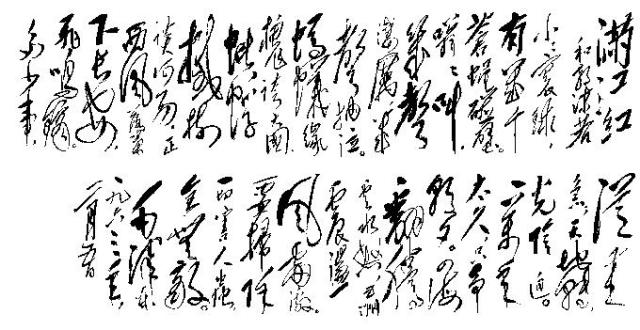 滿江紅
和郭沫若
小小寰球,
有幾個
蒼蠅碰壁。
嗡嗡叫
幾聲
淒厲,幾
聲抽泣。
螞蟻緣
槐誇大國
蚍蜉
撼樹
談何易。正
西風落葉
下長安,
飛鳴鏑。
多少事,
從來
急。天地轉,
光陰迫。
一萬年
太久,只爭
朝夕。四海
翻騰
雲水怒,五洲
震盪
風雷激。
要掃除
一切害人蟲,
全無敵。
毛澤東
一九六三年
二月五日